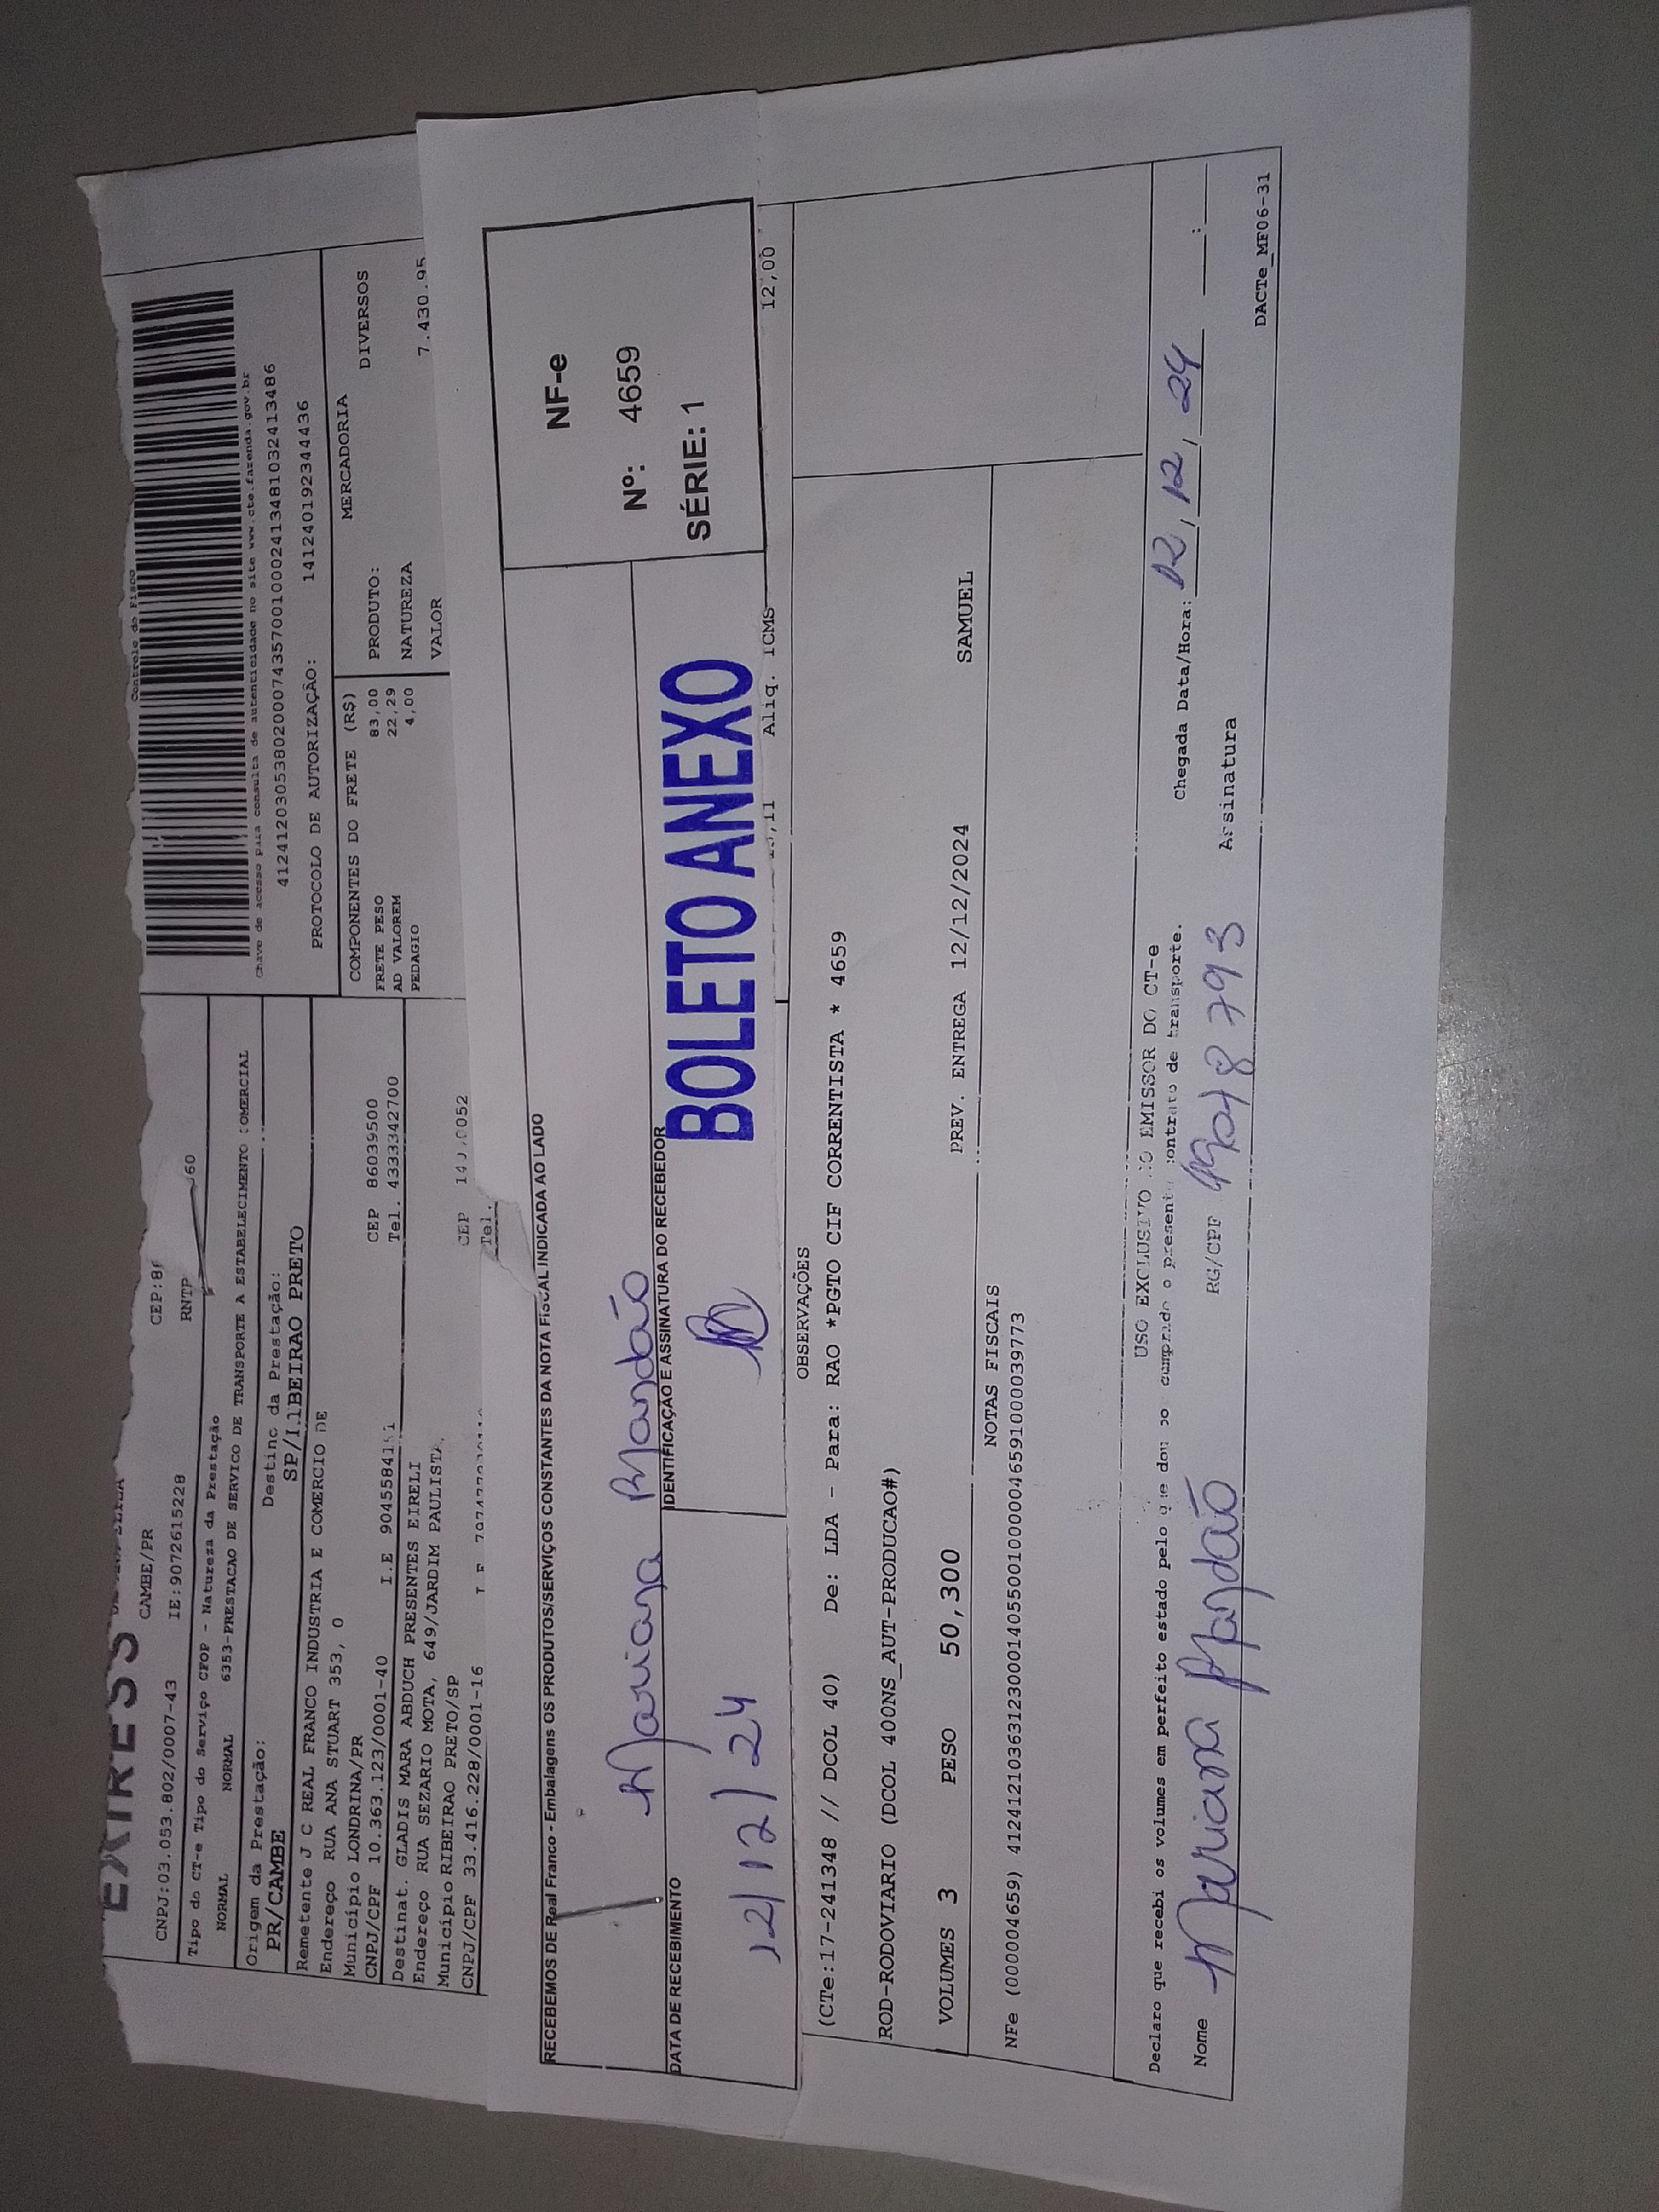 EXPRESS
CAMBE/PR
CNPJ:03.053.802/0007-43 IE:9072615228 RNTP
Tipo do CT-e Tipo do Serviço CFOP - Natureza da Prestação
NORMAL NORMAL 6353-PRESTACAO DE SERVICO DE TRANSPORTE A ESTABELECIMENTO COMERCIAL
Origem da Prestação: Destino da Prestação:
PR/CAMBE SP/RIBEIRAO PRETO
Remetente J C REAL FRANCO INDUSTRIA E COMERCIO DE
Endereço RUA ANA STUART 353, 0
Município LONDRINA/PR CEP 86039500
CNPJ/CPF 10.363.123/0001-40 I.E Tel. 4333342700
Destinat. GLADIS MARA ABDUCH PRESENTES EIRELI
Endereço RUA SEZARIO MOTA, 649/JARDIM PAULISTA
Município RIBEIRAO PRETO/SP CEP
CNPJ/CPF 33.416.228/0001-16 Tel.
Controle do Fisco
Chave de acesso para consulta de autenticidade no site www.cte.fazenda.gov.br
41241203053802000743570010002413481032413486
PROTOCOLO DE AUTORIZAÇÃO: 141240192344436
COMPONENTES DO FRETE (R$) MERCADORIA
FRETE PESO 83,00 PRODUTO: DIVERSOS
AD VALOREM 22,29 NATUREZA
PEDAGIO 4,00 VALOR 7.430.95
RECEBEMOS DE Real Franco - Embalagens OS PRODUTOS/SERVIÇOS CONSTANTES DA NOTA FISCAL INDICADA AO LADO
NF-e
Nº: 4659
SÉRIE: 1
Mariana Mandão
DATA DE RECEBIMENTO IDENTIFICAÇÃO E ASSINATURA DO RECEBEDOR
12/12/24
BOLETO ANEXO
Aliq. ICMS 12,00
OBSERVAÇÕES
(CTe:17-241348 // DCOL 40) De: LDA - Para: RAO *PGTO CIF CORRENTISTA * 4659
ROD-RODOVIARIO (DCOL 400NS_AUT-PRODUCAO#)
VOLUMES 3 PESO 50,300 PREV. ENTREGA 12/12/2024 SAMUEL
NOTAS FISCAIS
NFe (000004659) 41241210363123000140550010000046591000039773
USO EXCLUSIVO DO EMISSOR DO CT-e
Declaro que recebi os volumes em perfeito estado pelo que dou por cumprido o presente contrato de transporte.
Chegada Data/Hora: 12, 12, 24 :
Nome Mariana Mandão RG/CPF Assinatura
DACTe_MF06-31